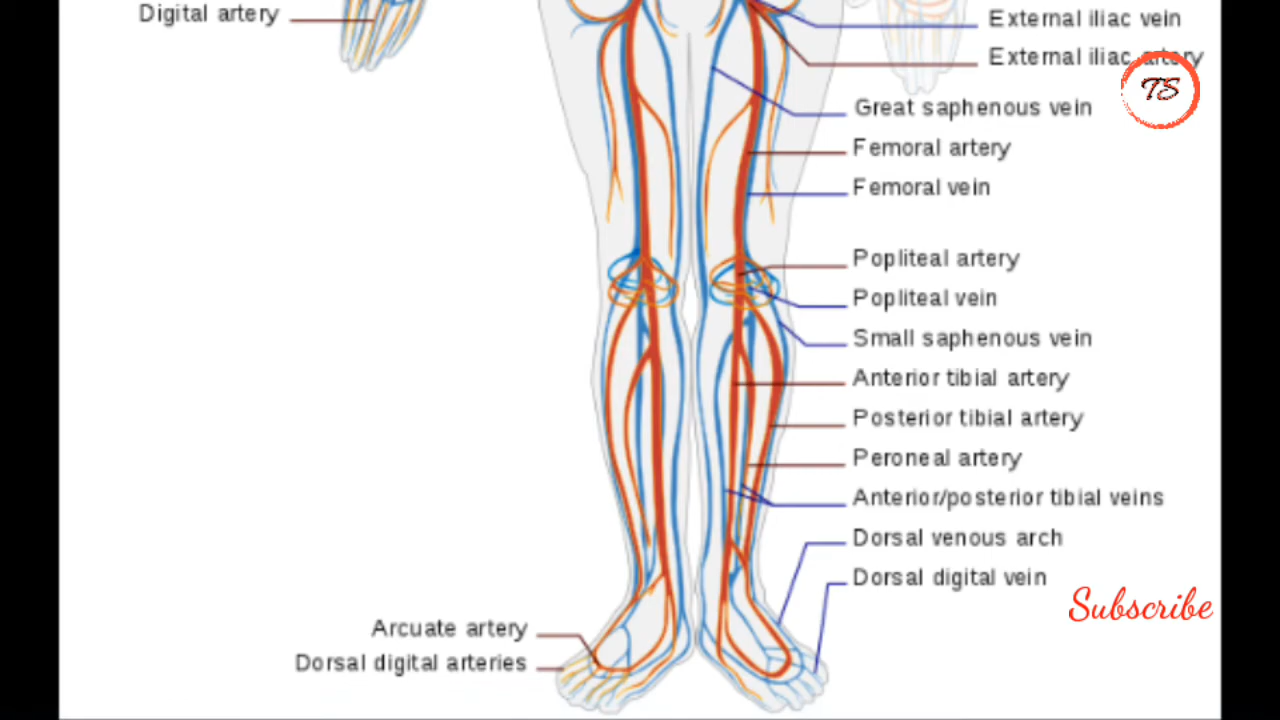 Digital artery
External iliac vein
External iliac artery
TS
Great saphenous vein
Femoral artery
Femoral vein
Popliteal artery
Popliteal vein
Small saphenous vein
Anterior tibial artery
Posterior tibial artery
Peroneal artery
Anterior/posterior tibial veins
Dorsal venous arch
Dorsal digital vein
Subscribe
Arcuate artery
Dorsal digital arteries